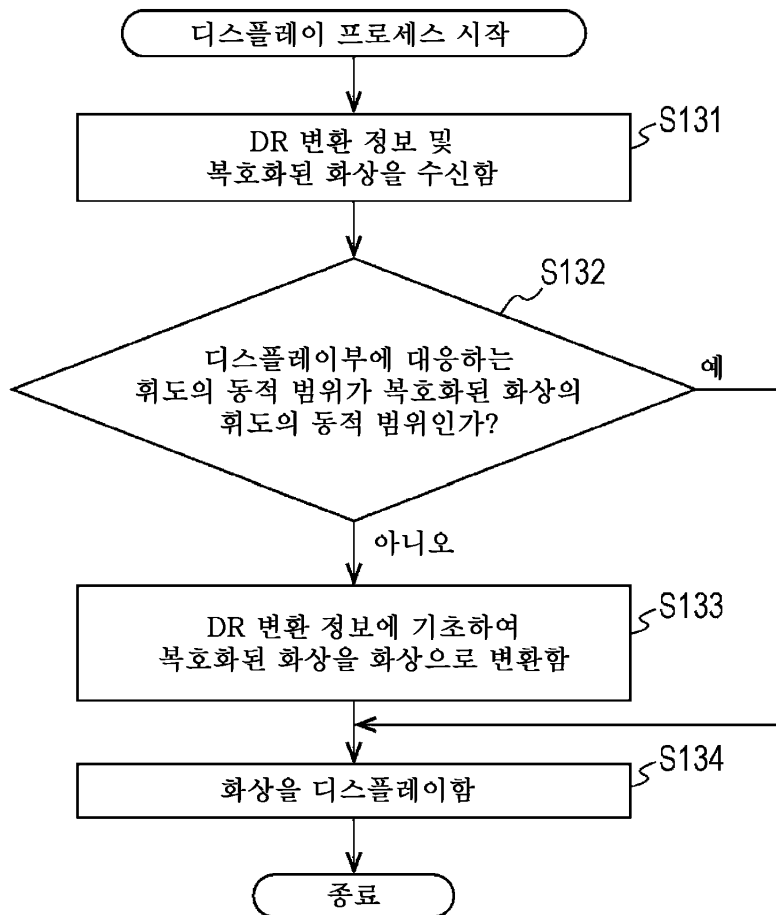 디스플레이 프로세스 시작
S131
DR 변환 정보 및
복호화된 화상을 수신함
S132
디스플레이부에 대응하는
휘도의 동적 범위가 복호화된 화상의
휘도의 동적 범위인가?
예
아니오
S133
DR 변환 정보에 기초하여
복호화된 화상을 화상으로 변환함
S134
화상을 디스플레이함
종료